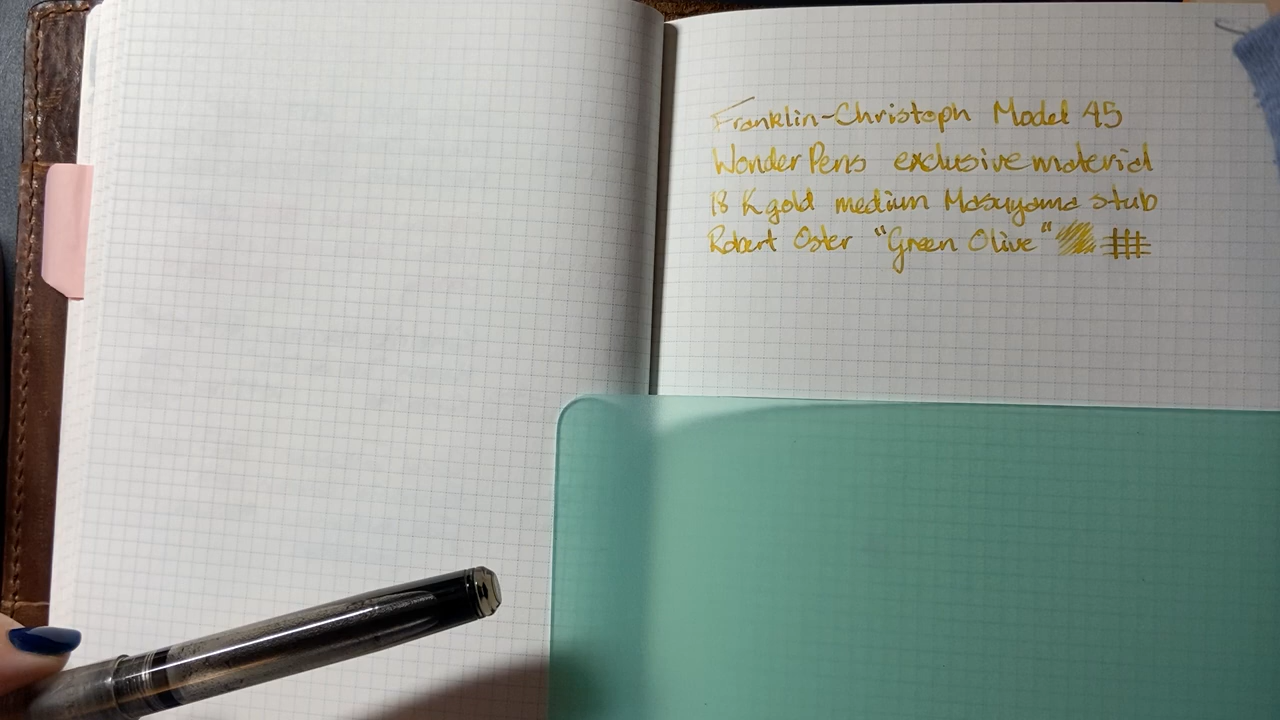 Franklin-Christoph Model 45
Wonder Pens exclusive material
18 K gold medium Masuyama stub
Robert Oster "Green Olive"